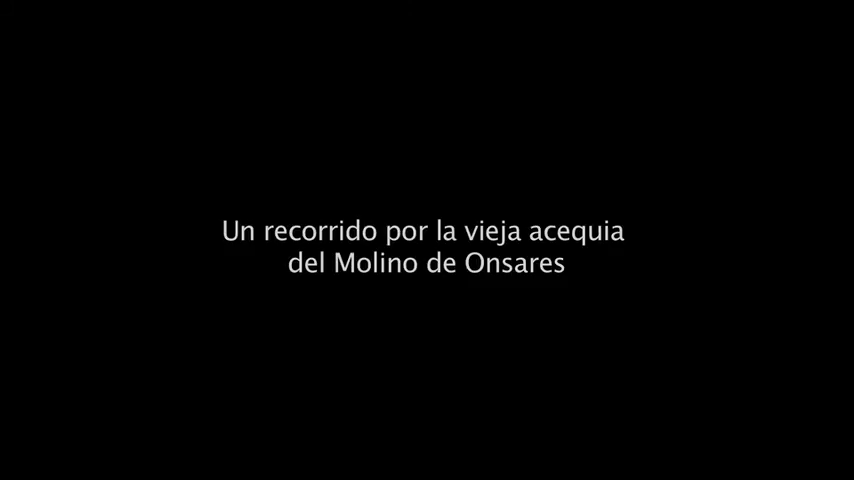 Un recorrido por la vieja acequia
del Molino de Onsares